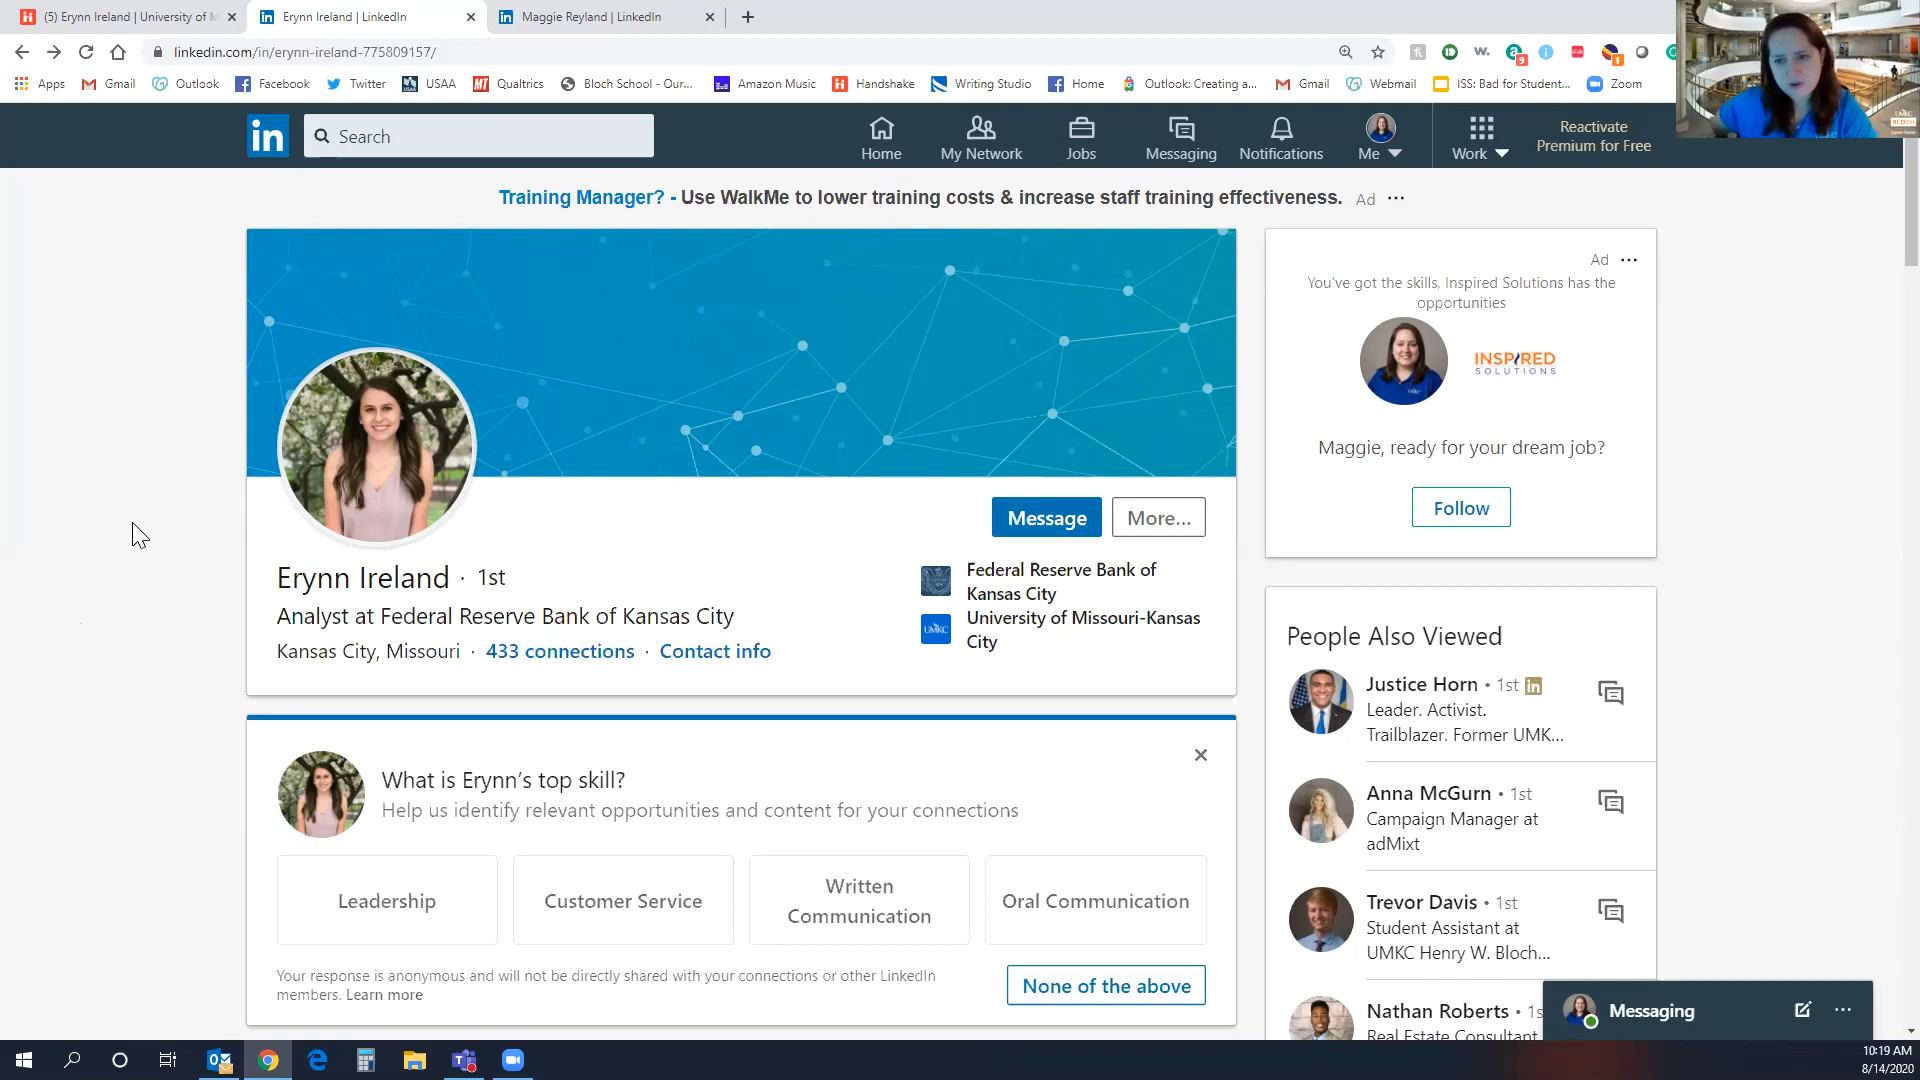 (5) Erynn Ireland | University of M
Erynn Ireland | LinkedIn
Maggie Reyland | LinkedIn
linkedin.com/in/erynn-ireland-775809157/
Apps
Gmail
Outlook
Facebook
Twitter
USAA
Qualtrics
Bloch School - Our...
Amazon Music
Handshake
Writing Studio
Home
Outlook: Creating a...
Gmail
Webmail
ISS: Bad for Student...
Zoom
in
Search
Home
My Network
Jobs
Messaging
Notifications
Me
Work
Reactivate
Premium for Free
Training Manager? - Use WalkMe to lower training costs & increase staff training effectiveness. Ad
Erynn Ireland · 1st
Analyst at Federal Reserve Bank of Kansas City
Kansas City, Missouri · 433 connections · Contact info
Message
More...
Federal Reserve Bank of
Kansas City
UMKC
University of Missouri-Kansas
City
Ad
You've got the skills, Inspired Solutions has the
opportunities
INSPIRED
SOLUTIONS
Maggie, ready for your dream job?
Follow
What is Erynn's top skill?
Help us identify relevant opportunities and content for your connections
Leadership
Customer Service
Written
Communication
Oral Communication
Your response is anonymous and will not be directly shared with your connections or other LinkedIn
members. Learn more
None of the above
People Also Viewed
Justice Horn • 1st in
Leader. Activist.
Trailblazer. Former UMK...
Anna McGurn • 1st
Campaign Manager at
adMixt
Trevor Davis • 1st
Student Assistant at
UMKC Henry W. Bloch...
Nathan Roberts • 1s
Real Estate Consultant
Messaging
10:19 AM
8/14/2020